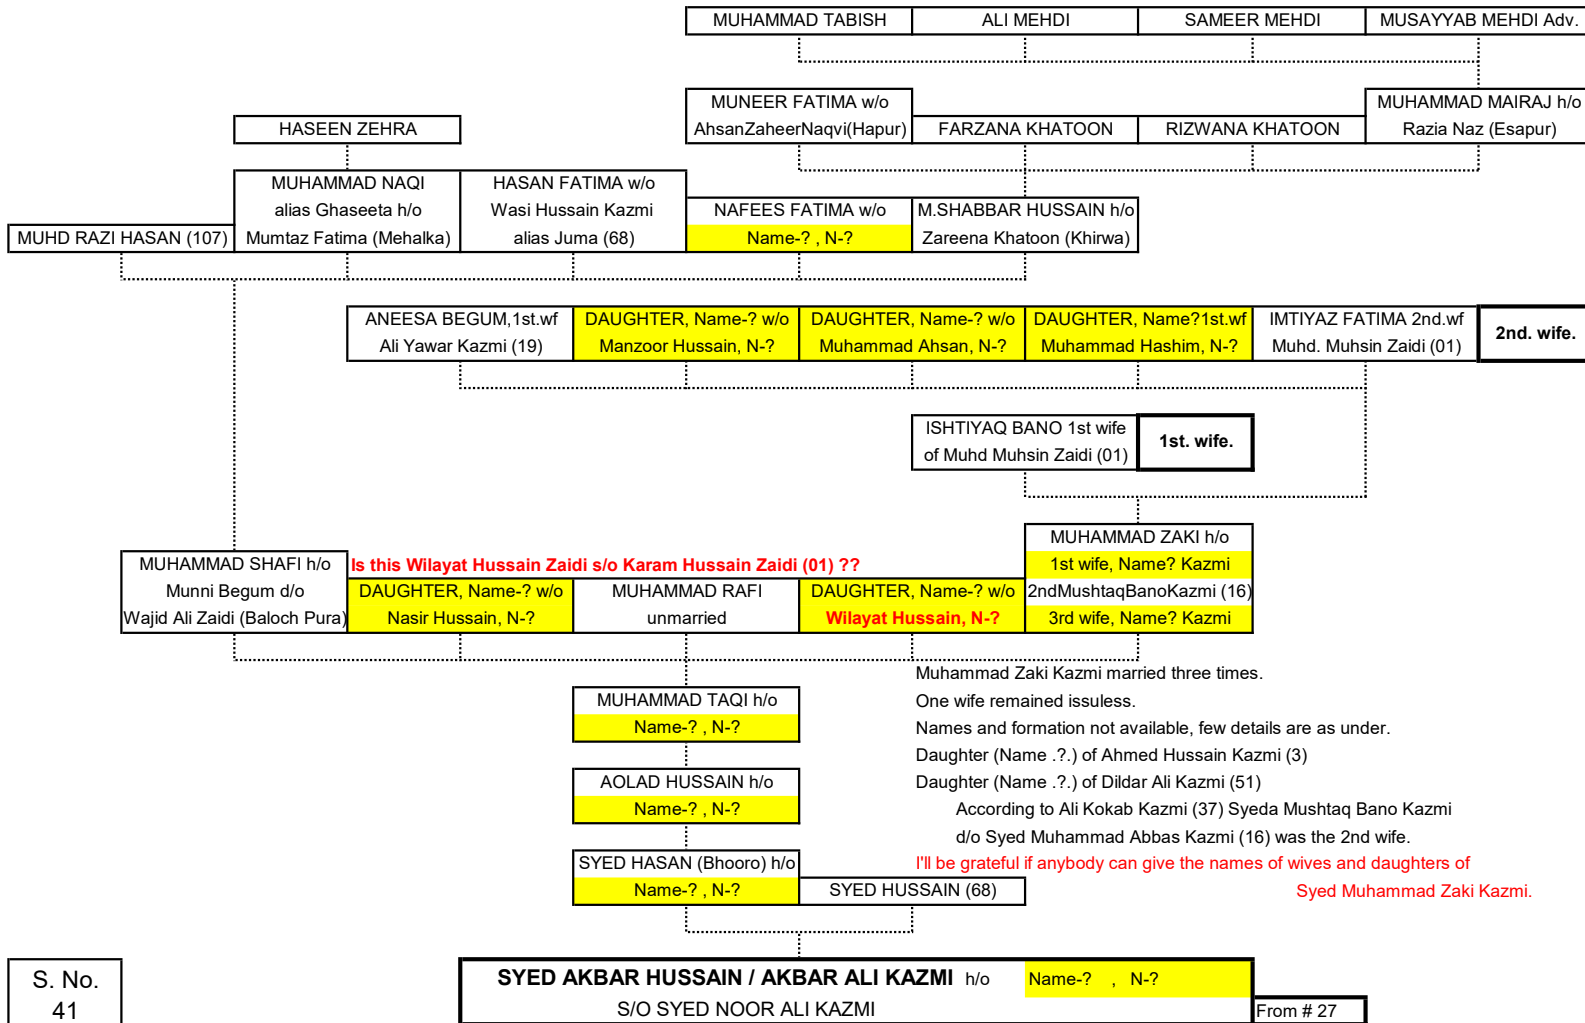 MUHAMMAD TABISH
ALI MEHDI
SAMEER MEHDI
MUSAYYAB MEHDI Adv.
MUNEER FATIMA w/o
AhsanZaheerNaqvi(Hapur)
FARZANA KHATOON
RIZWANA KHATOON
MUHAMMAD MAIRAJ h/o
Razia Naz (Esapur)
HASEEN ZEHRA
MUHD RAZI HASAN (107)
MUHAMMAD NAQI
alias Ghaseeta h/o
Mumtaz Fatima (Mehalka)
HASAN FATIMA w/o
Wasi Hussain Kazmi
alias Juma (68)
NAFEES FATIMA w/o
Name-? , N-?
M.SHABBAR HUSSAIN h/o
Zareena Khatoon (Khirwa)
ANEESA BEGUM,1st.wf
Ali Yawar Kazmi (19)
DAUGHTER, Name-? w/o
Manzoor Hussain, N-?
DAUGHTER, Name-? w/o
Muhammad Ahsan, N-?
DAUGHTER, Name?1st.wf
Muhammad Hashim, N-?
IMTIYAZ FATIMA 2nd.wf
Muhd. Muhsin Zaidi (01)
2nd. wife.
ISHTIYAQ BANO 1st wife
of Muhd Muhsin Zaidi (01)
1st. wife.
MUHAMMAD SHAFI h/o
Munni Begum d/o
Wajid Ali Zaidi (Baloch Pura)
Is this Wilayat Hussain Zaidi s/o Karam Hussain Zaidi (01) ??
DAUGHTER, Name-? w/o
Nasir Hussain, N-?
MUHAMMAD RAFI
unmarried
DAUGHTER, Name-? w/o
Wilayat Hussain, N-?
MUHAMMAD ZAKI h/o
1st wife, Name? Kazmi
2ndMushtaqBanoKazmi (16)
3rd wife, Name? Kazmi
MUHAMMAD TAQI h/o
Name-? , N-?
AOLAD HUSSAIN h/o
Name-? , N-?
SYED HASAN (Bhooro) h/o
Name-? , N-?
SYED HUSSAIN (68)
Muhammad Zaki Kazmi married three times.
One wife remained issuless.
Names and formation not available, few details are as under.
Daughter (Name .?.) of Ahmed Hussain Kazmi (3)
Daughter (Name .?.) of Dildar Ali Kazmi (51)
According to Ali Kokab Kazmi (37) Syeda Mushtaq Bano Kazmi
d/o Syed Muhammad Abbas Kazmi (16) was the 2nd wife.
I'll be grateful if anybody can give the names of wives and daughters of
Syed Muhammad Zaki Kazmi.
S. No.
41
SYED AKBAR HUSSAIN / AKBAR ALI KAZMI h/o Name-? , N-?
S/O SYED NOOR ALI KAZMI
From # 27